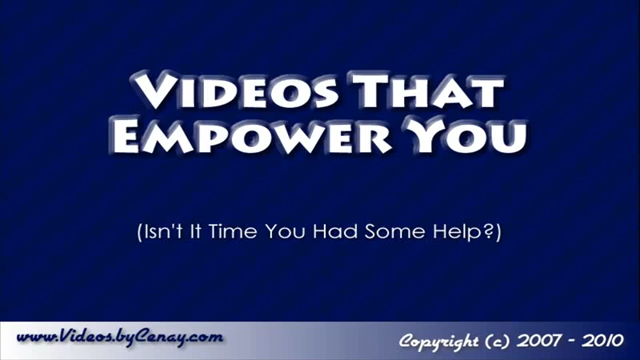 Videos That
Empower You
(Isn't It Time You Had Some Help?)
www.Videos.byCenay.com
Copyright (c) 2007 - 2010